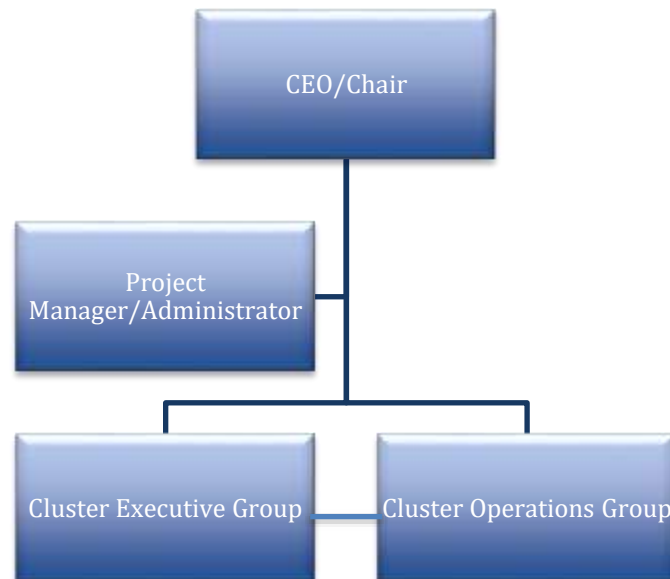 CEO/Chair
Project
Manager/Administrator
Cluster Executive Group
Cluster Operations Group